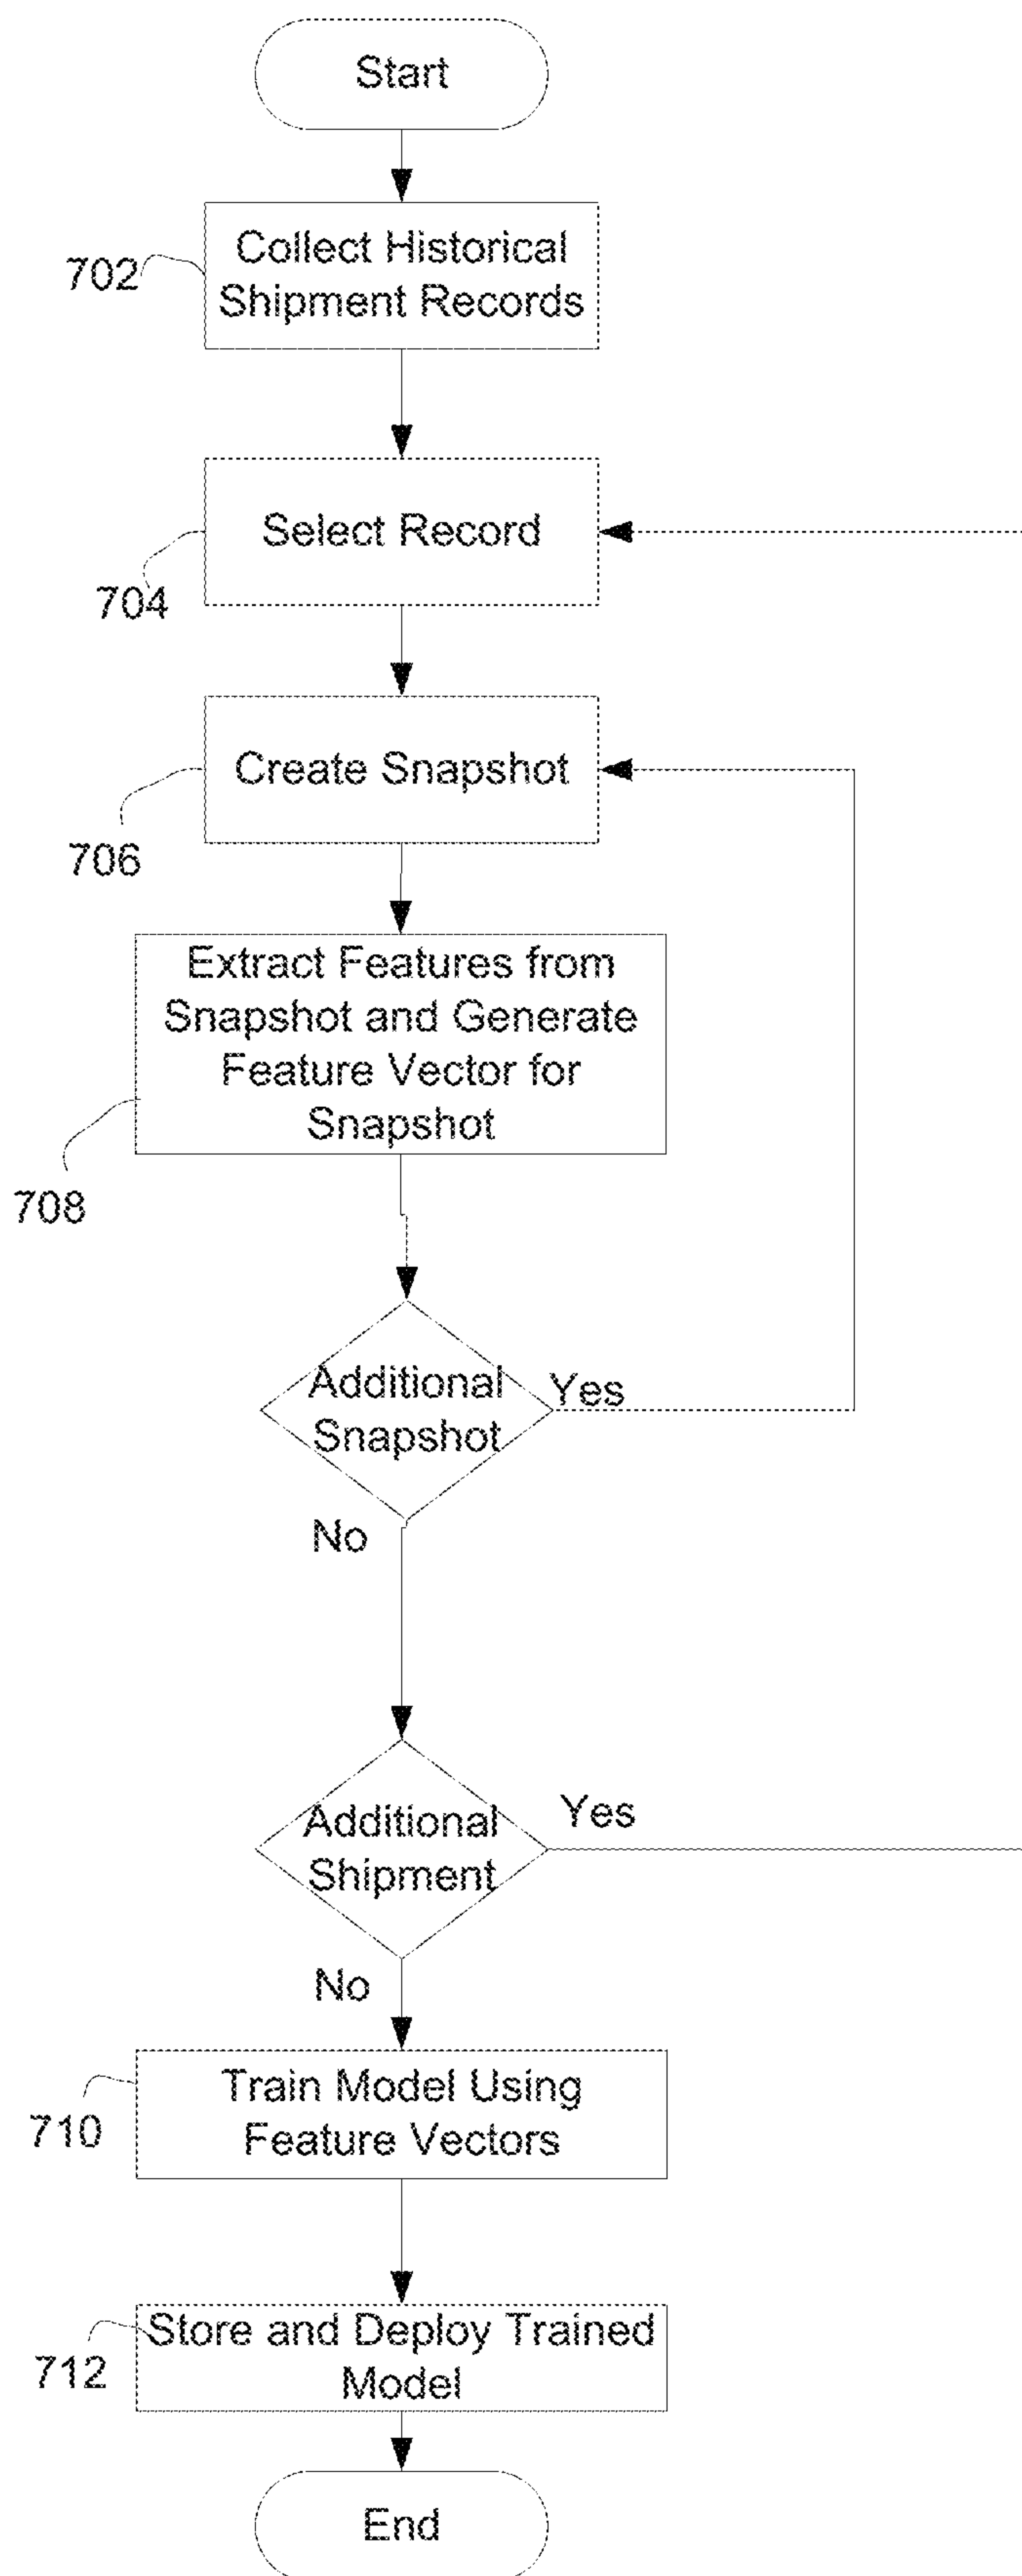 Start
Collect Historical
Shipment Records
702
Select Record
704
Create Snapshot
706
Extract Features from
Snapshot and Generate
Feature Vector for
Snapshot
708
Additional
Snapshot
Yes
No
Additional
Shipment
Yes
No
Train Model Using
Feature Vectors
710
Store and Deploy Trained
Model
712
End